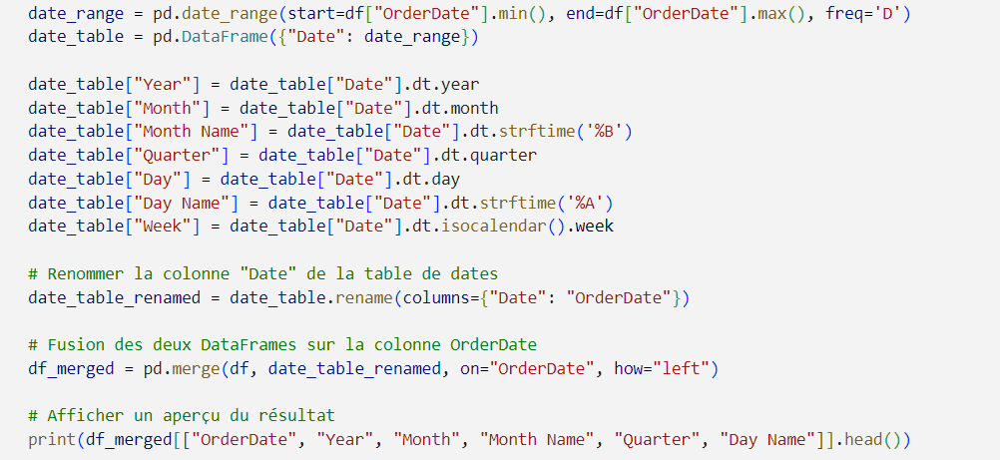 date_range = pd.date_range(start=df["OrderDate"].min(), end=df["OrderDate"].max(), freq='D')
date_table = pd.DataFrame({"Date": date_range})
date_table["Year"] = date_table["Date"].dt.year
date_table["Month"] = date_table["Date"].dt.month
date_table["Month Name"] = date_table["Date"].dt.strftime('%B')
date_table["Quarter"] = date_table["Date"].dt.quarter
date_table["Day"] = date_table["Date"].dt.day
date_table["Day Name"] = date_table["Date"].dt.strftime('%A')
date_table["Week"] = date_table["Date"].dt.isocalendar().week
# Renommer la colonne "Date" de la table de dates
date_table_renamed = date_table.rename(columns={"Date": "OrderDate"})
# Fusion des deux DataFrames sur la colonne OrderDate
df_merged = pd.merge(df, date_table_renamed, on="OrderDate", how="left")
# Afficher un aperçu du résultat
print(df_merged[["OrderDate", "Year", "Month", "Month Name", "Quarter", "Day Name"]].head())